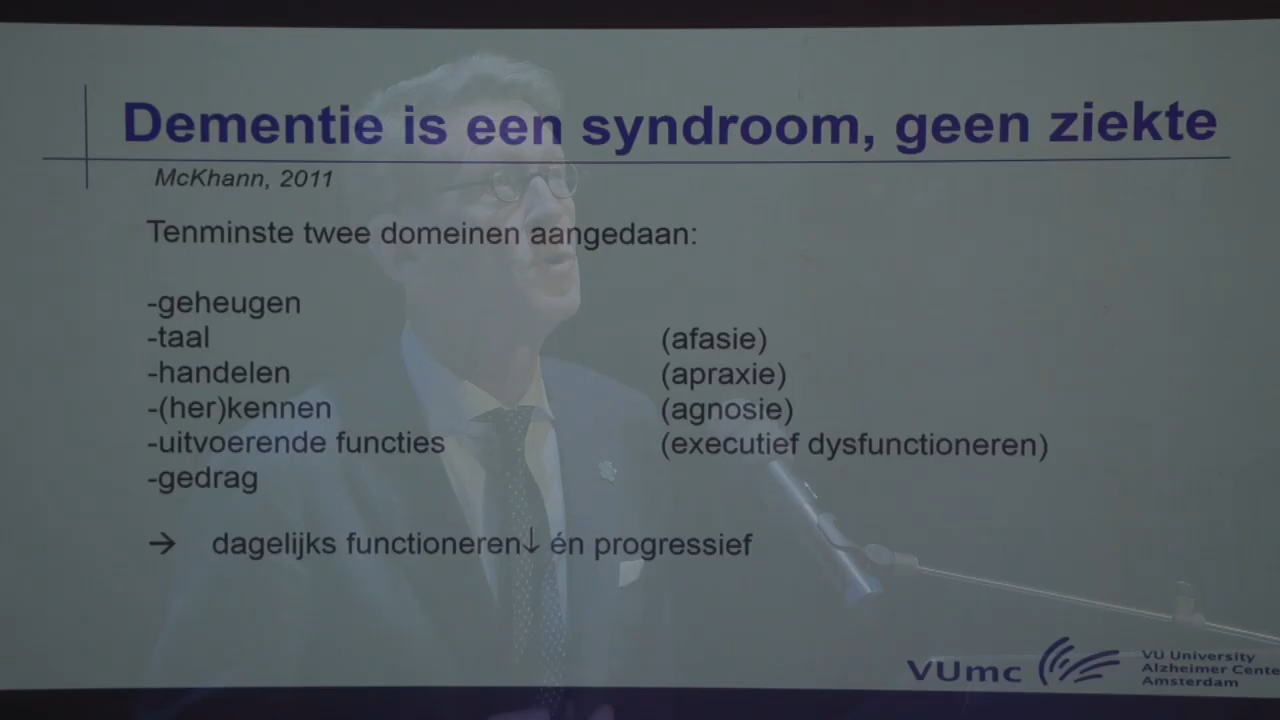 Dementie is een syndroom, geen ziekte
McKhann, 2011
Tenminste twee domeinen aangedaan:
-geheugen
-taal (afasie)
-handelen (apraxie)
-(her)kennen (agnosie)
-uitvoerende functies (executief dysfunctioneren)
-gedrag
→ dagelijks functioneren↓ én progressief
VUmc
VU University
Alzheimer Cente
Amsterdam